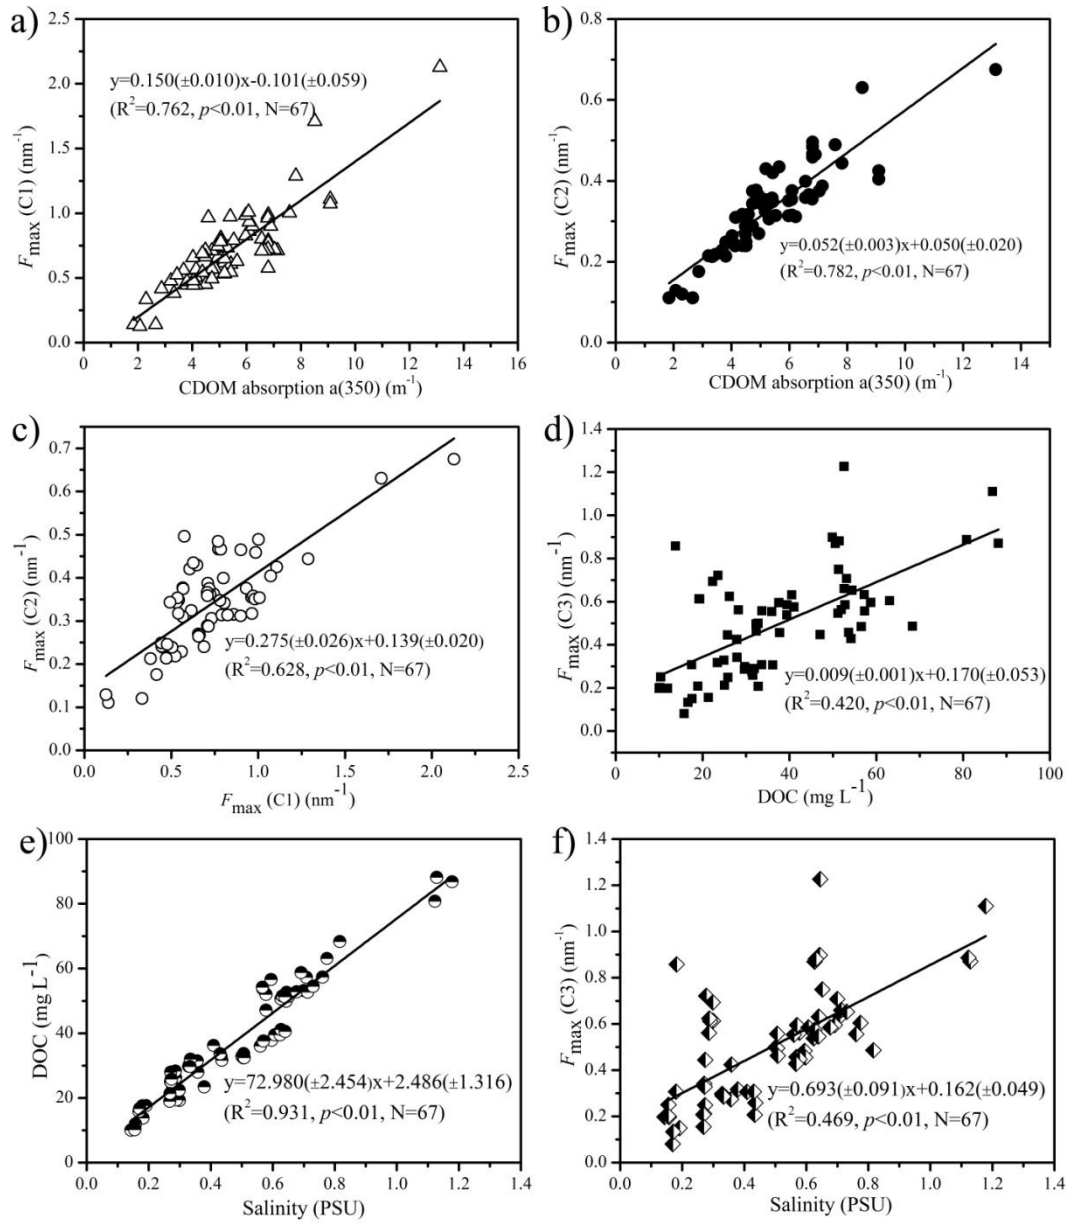 a)
2.5
2.0
1.5
1.0
0.5
0.0
F_max (C1) (nm^-1)
y=0.150(±0.010)x-0.101(±0.059)
(R^2=0.762, p<0.01, N=67)
0 2 4 6 8 10 12 14 16
CDOM absorption a(350) (m^-1)
b)
0.8
0.6
0.4
0.2
0.0
F_max (C2) (nm^-1)
y=0.052(±0.003)x+0.050(±0.020)
(R^2=0.782, p<0.01, N=67)
0 2 4 6 8 10 12 14
CDOM absorption a(350) (m^-1)
c)
0.7
0.6
0.5
0.4
0.3
0.2
0.1
0.0
F_max (C2) (nm^-1)
y=0.275(±0.026)x+0.139(±0.020)
(R^2=0.628, p<0.01, N=67)
0.0 0.5 1.0 1.5 2.0 2.5
F_max (C1) (nm^-1)
d)
1.4
1.2
1.0
0.8
0.6
0.4
0.2
0.0
F_max (C3) (nm^-1)
y=0.009(±0.001)x+0.170(±0.053)
(R^2=0.420, p<0.01, N=67)
0 20 40 60 80 100
DOC (mg L^-1)
e)
100
80
60
40
20
0
DOC (mg L^-1)
y=72.980(±2.454)x+2.486(±1.316)
(R^2=0.931, p<0.01, N=67)
0.0 0.2 0.4 0.6 0.8 1.0 1.2 1.4
Salinity (PSU)
f)
1.4
1.2
1.0
0.8
0.6
0.4
0.2
0.0
F_max (C3) (nm^-1)
y=0.693(±0.091)x+0.162(±0.049)
(R^2=0.469, p<0.01, N=67)
0.0 0.2 0.4 0.6 0.8 1.0 1.2 1.4
Salinity (PSU)